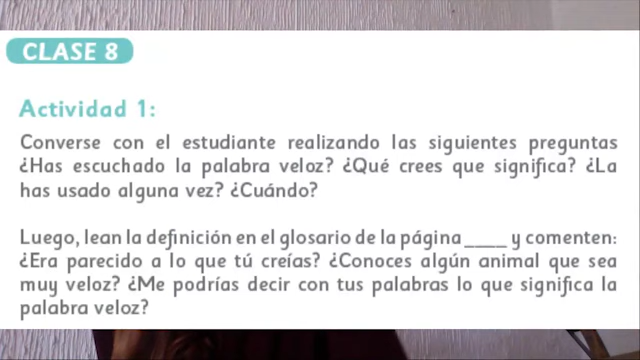 CLASE 8
Actividad 1:
Converse con el estudiante realizando las siguientes preguntas
¿Has escuchado la palabra veloz? ¿Qué crees que significa? ¿La
has usado alguna vez? ¿Cuándo?
Luego, lean la definición en el glosario de la página ____ y comenten:
¿Era parecido a lo que tú creías? ¿Conoces algún animal que sea
muy veloz? ¿Me podrías decir con tus palabras lo que significa la
palabra veloz?